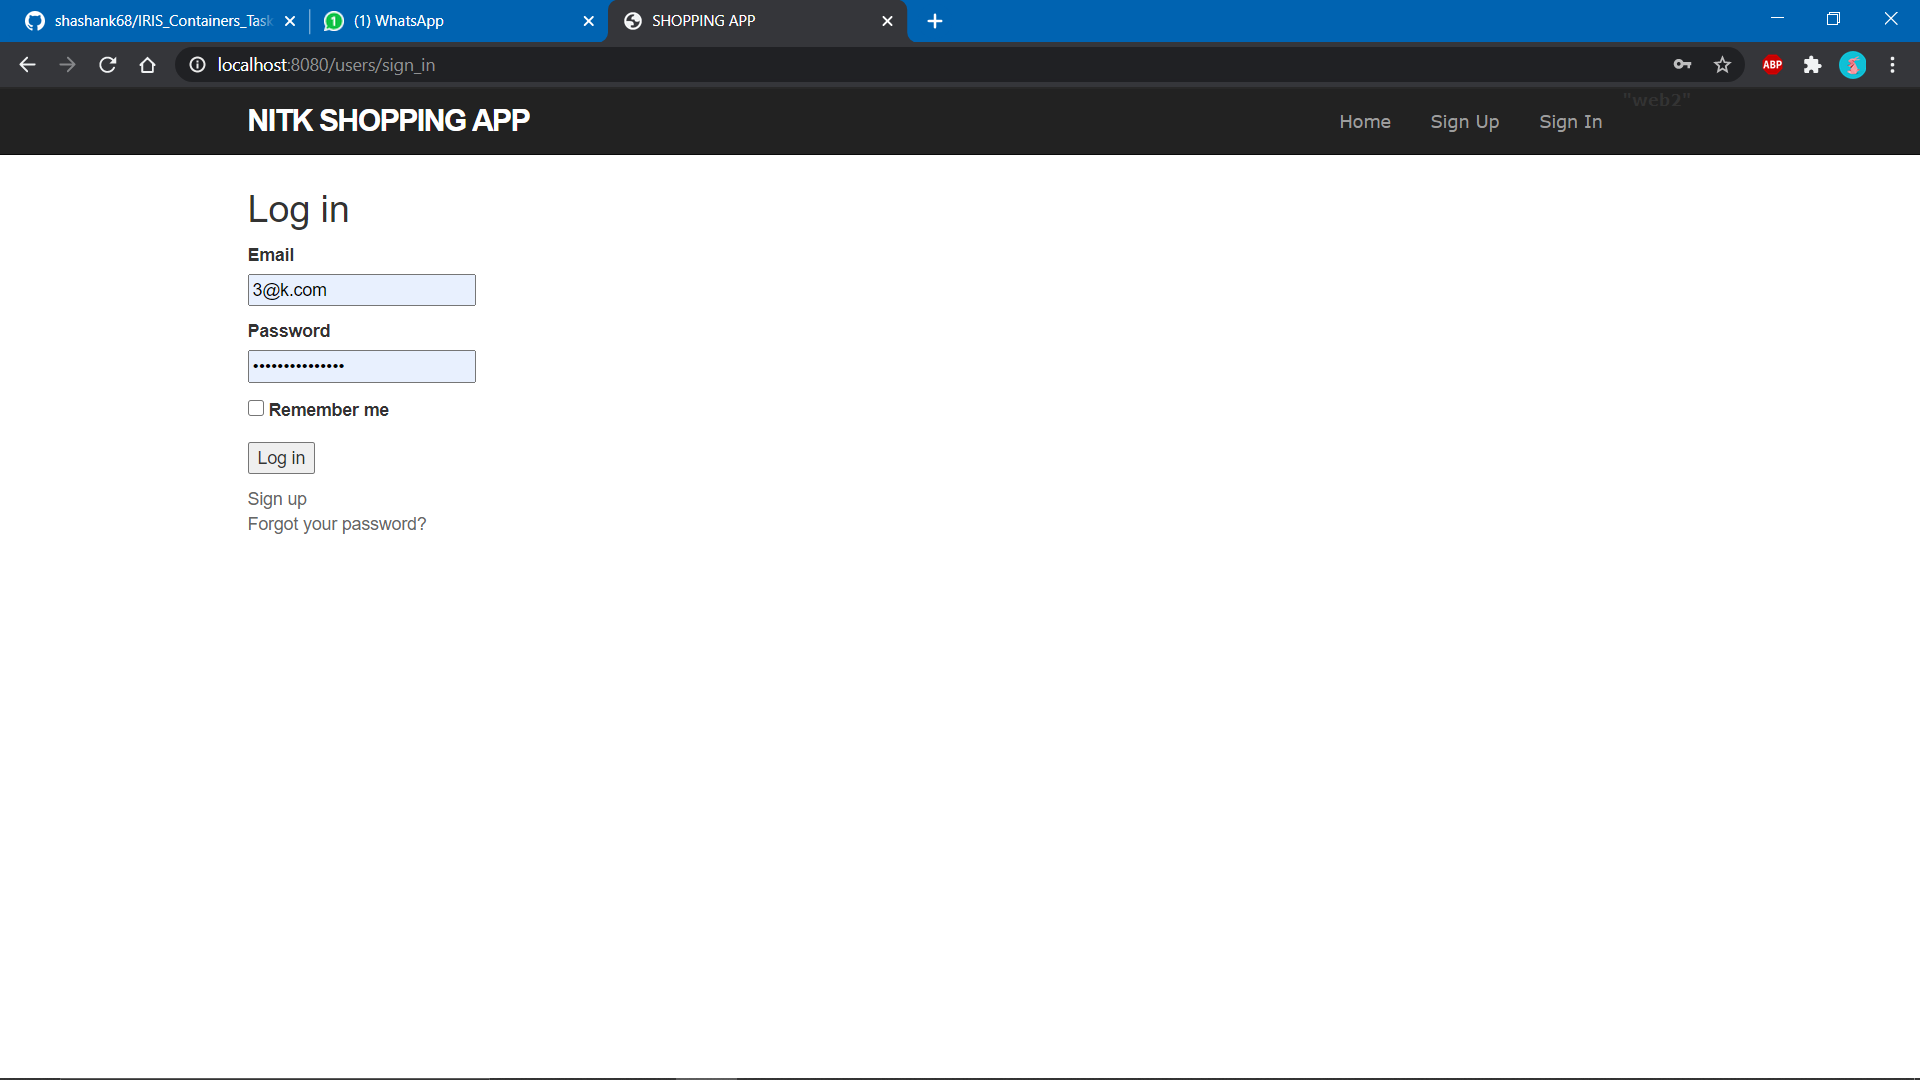 shashank68/IRIS_Containers_Task
(1) WhatsApp
SHOPPING APP
localhost:8080/users/sign_in
ABP
"web2"
NITK SHOPPING APP
Home
Sign Up
Sign In
Log in
Email
3@k.com
Password
•••••••••••••••
Remember me
Log in
Sign up
Forgot your password?